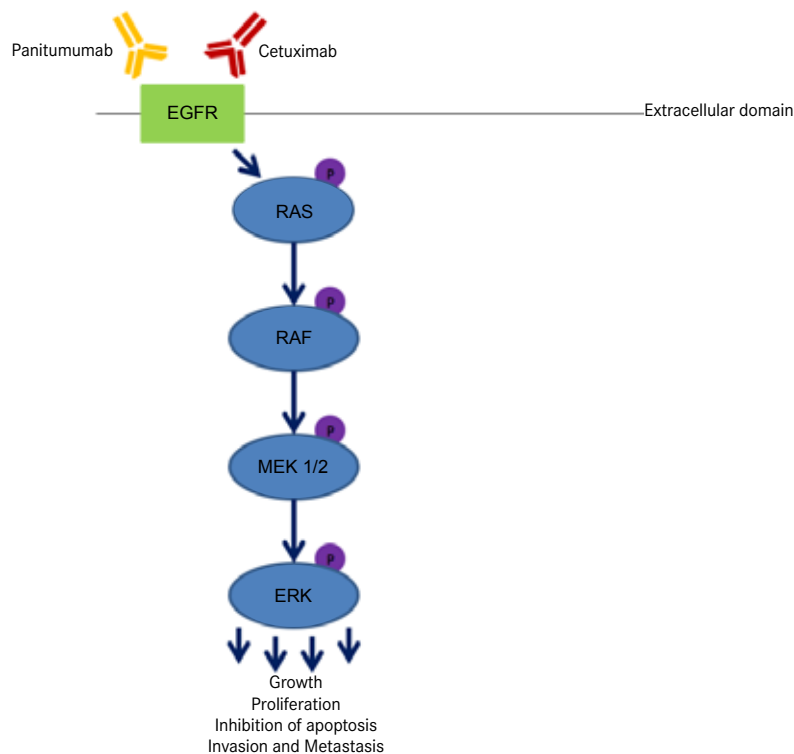 Panitumumab
Cetuximab
EGFR
Extracellular domain
P
RAS
P
RAF
P
MEK 1/2
P
ERK
Growth
Proliferation
Inhibition of apoptosis
Invasion and Metastasis